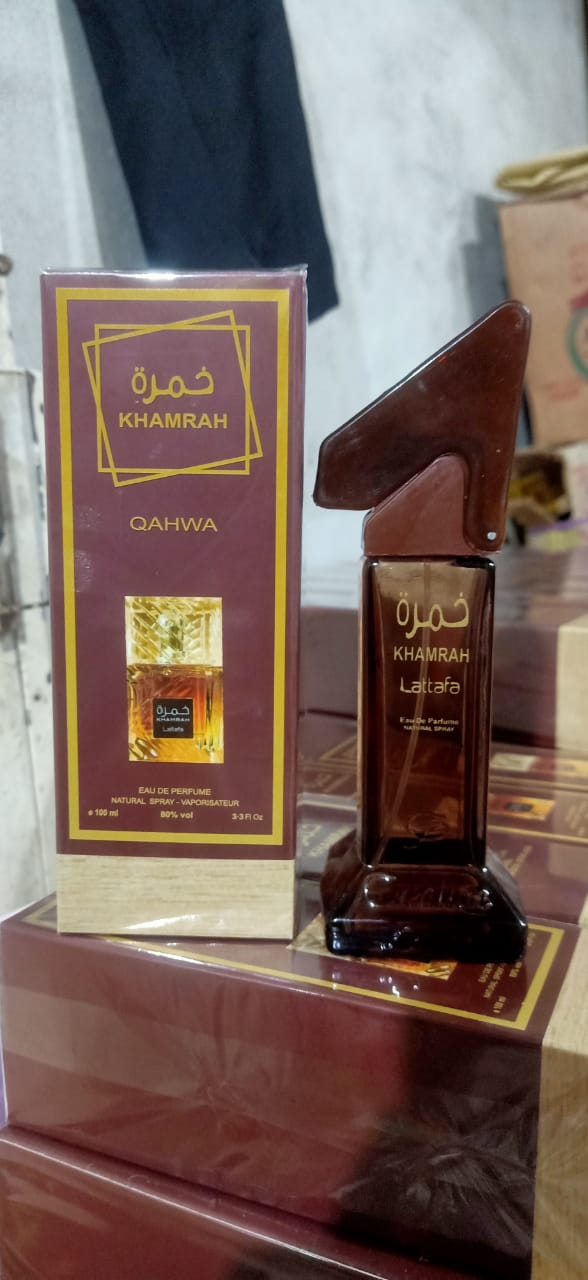 خمرة
KHAMRAH
QAHWA
خمرة
KHAMRAH
Lattafa
EAU DE PERFUME
NATURAL SPRAY - VAPORISATEUR
e 100 ml 80% vol 3·3 Fl Oz
خمرة
KHAMRAH
Lattafa
Eau De Parfume
NATURAL SPRAY